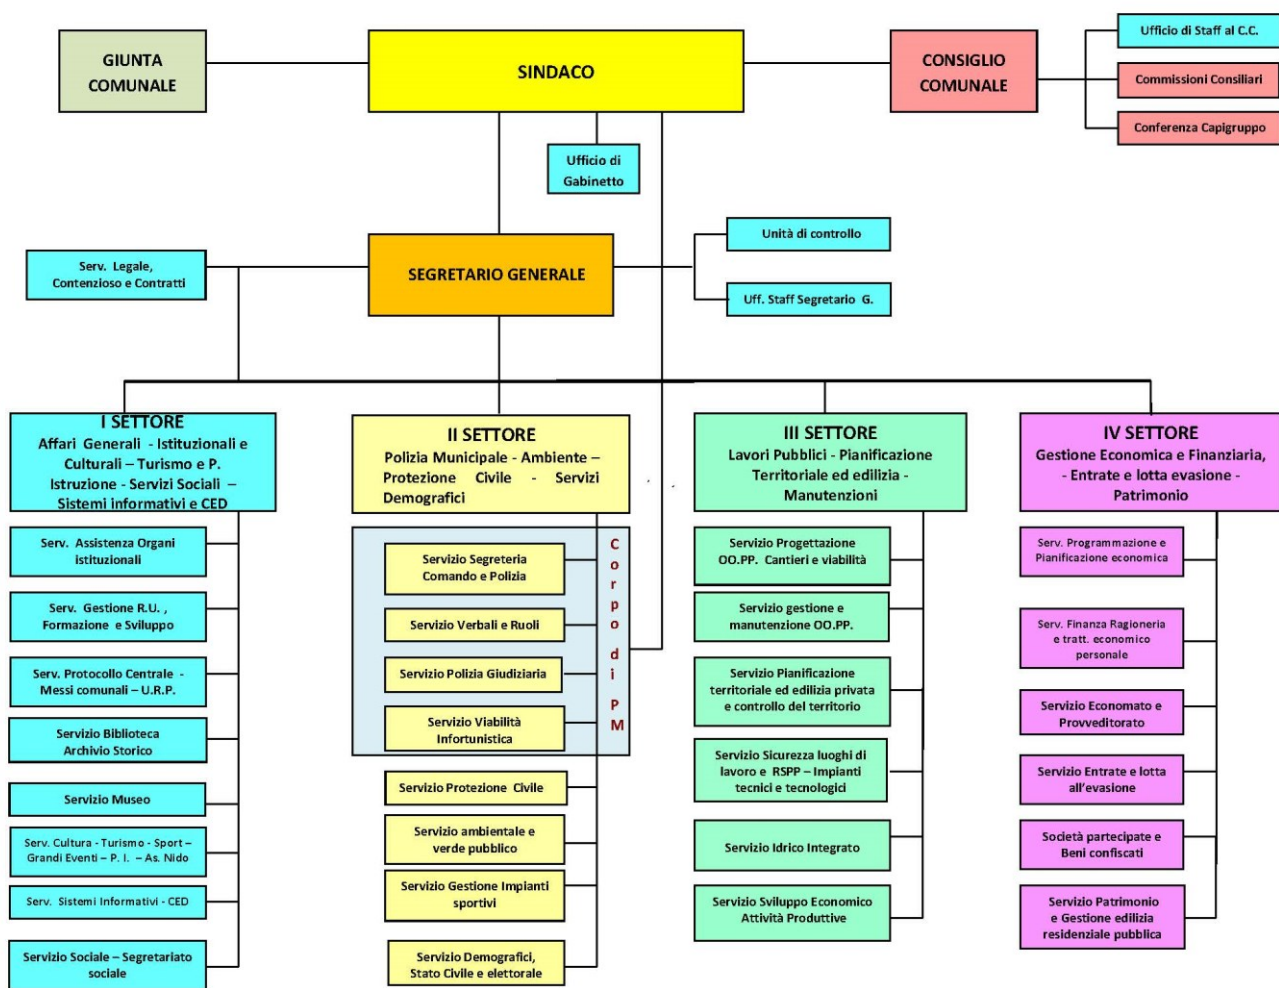 GIUNTA
COMUNALE
SINDACO
CONSIGLIO
COMUNALE
Ufficio di Staff al C.C.
Commissioni Consiliari
Conferenza Capigruppo
Ufficio di
Gabinetto
Serv. Legale,
Contenzioso e Contratti
SEGRETARIO GENERALE
Unità di controllo
Uff. Staff Segretario G.
I SETTORE
Affari Generali - Istituzionali e
Culturali – Turismo e P.
Istruzione - Servizi Sociali –
Sistemi informativi e CED
Serv. Assistenza Organi
istituzionali
Serv. Gestione R.U. ,
Formazione e Sviluppo
Serv. Protocollo Centrale -
Messi comunali – U.R.P.
Servizio Biblioteca
Archivio Storico
Servizio Museo
Serv. Cultura - Turismo - Sport –
Grandi Eventi – P. I. – As. Nido
Serv. Sistemi Informativi - CED
Servizio Sociale – Segretariato
sociale
II SETTORE
Polizia Municipale - Ambiente –
Protezione Civile - Servizi
Demografici
Corpo di PM
Servizio Segreteria
Comando e Polizia
Servizio Verbali e Ruoli
Servizio Polizia Giudiziaria
Servizio Viabilità
Infortunistica
Servizio Protezione Civile
Servizio ambientale e
verde pubblico
Servizio Gestione Impianti
sportivi
Servizio Demografici,
Stato Civile e elettorale
III SETTORE
Lavori Pubblici - Pianificazione
Territoriale ed edilizia -
Manutenzioni
Servizio Progettazione
OO.PP. Cantieri e viabilità
Servizio gestione e
manutenzione OO.PP.
Servizio Pianificazione
territoriale ed edilizia privata
e controllo del territorio
Servizio Sicurezza luoghi di
lavoro e RSPP – Impianti
tecnici e tecnologici
Servizio Idrico Integrato
Servizio Sviluppo Economico
Attività Produttive
IV SETTORE
Gestione Economica e Finanziaria,
- Entrate e lotta evasione -
Patrimonio
Serv. Programmazione e
Pianificazione economica
Serv. Finanza Ragioneria
e tratt. economico
personale
Servizio Economato e
Provveditorato
Servizio Entrate e lotta
all'evasione
Società partecipate e
Beni confiscati
Servizio Patrimonio
e Gestione edilizia
residenziale pubblica